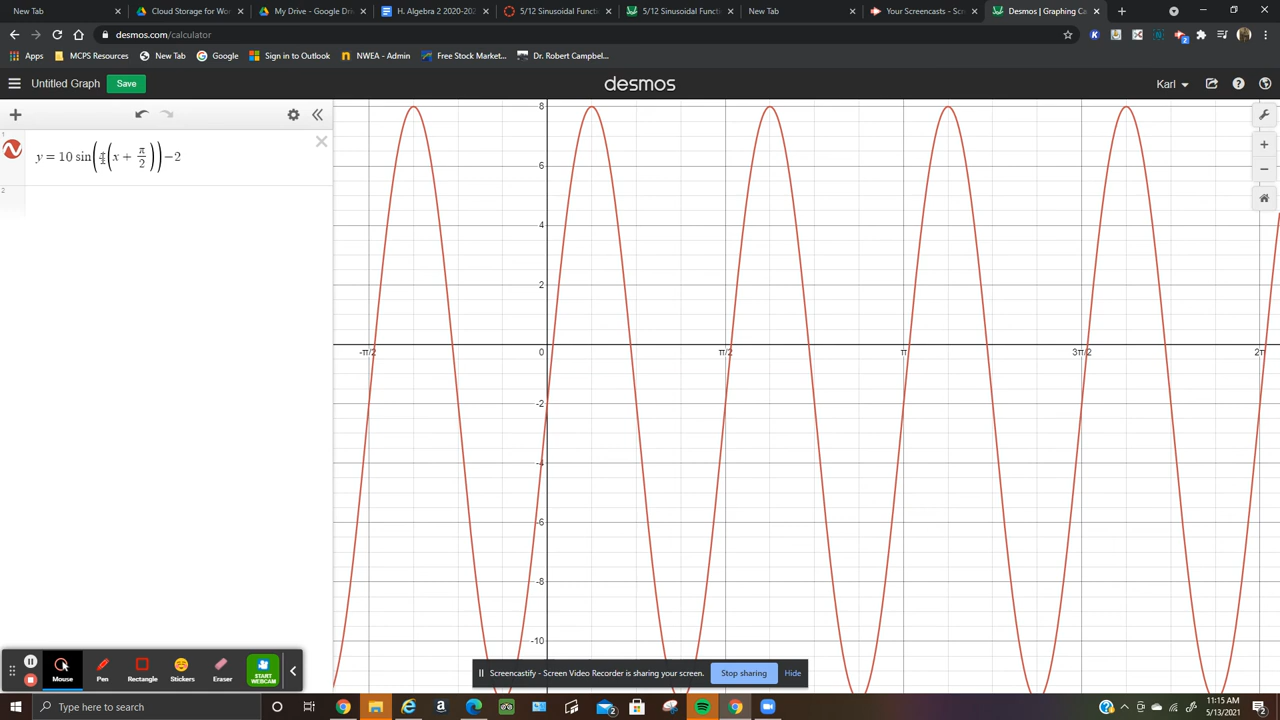 New Tab
Cloud Storage for Wor
My Drive - Google Dri
H. Algebra 2 2020-202
5/12 Sinusoidal Functi
5/12 Sinusoidal Functi
New Tab
Your Screencasts - Scr
Desmos | Graphing Ca
desmos.com/calculator
Apps
MCPS Resources
New Tab
Google
Sign in to Outlook
NWEA - Admin
Free Stock Market...
Dr. Robert Campbel...
Untitled Graph
Save
desmos
Karl
1
y = 10 sin( (x + π/2)) − 2
2
8
6
4
2
-π/2
0
π/2
π
3π/2
2π
-2
-4
-6
-8
-10
Mouse
Pen
Rectangle
Stickers
Eraser
START WEBCAM
Screencastify - Screen Video Recorder is sharing your screen.
Stop sharing
Hide
Type here to search
11:15 AM
5/13/2021